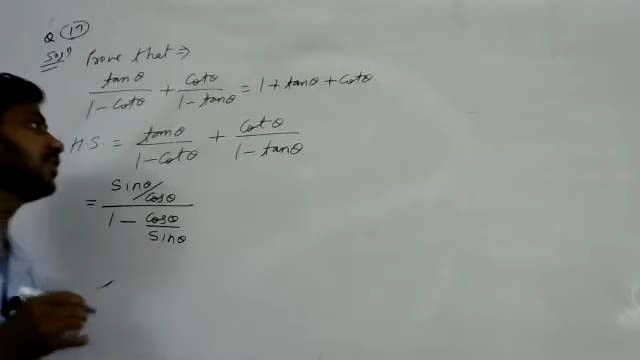 Q 17
Solⁿ Prove that ⇒
tanθ/(1 - cotθ) + cotθ/(1 - tanθ) = 1 + tanθ + cotθ
H.S. = tanθ/(1 - cotθ) + cotθ/(1 - tanθ)
= (sinθ/cosθ)/(1 - cosθ/sinθ)